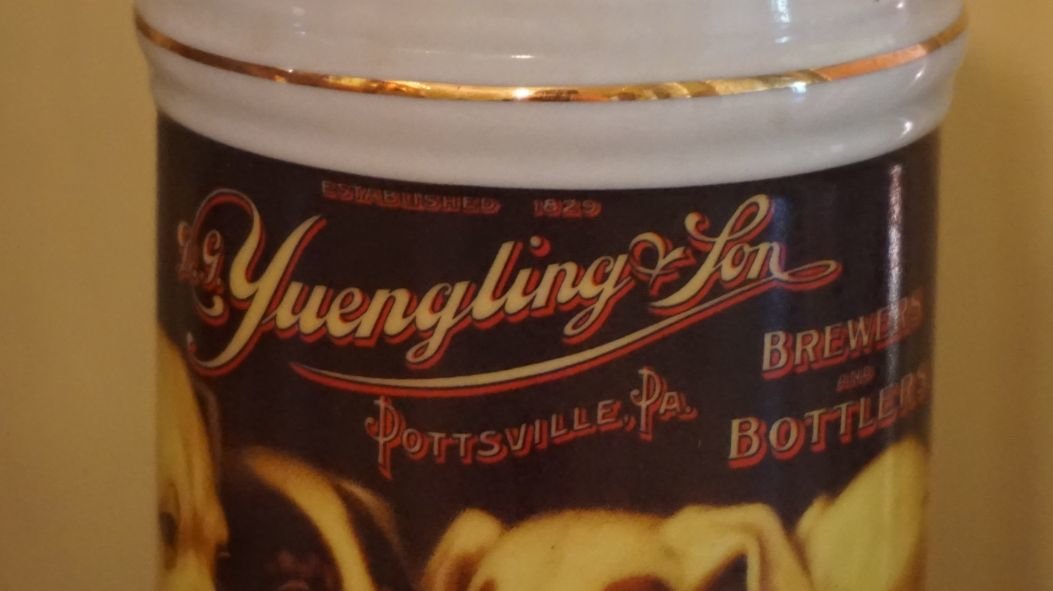 ESTABLISHED 1829
D.G. Yuengling & Son
BREWERS
AND
POTTSVILLE, PA.
BOTTLERS